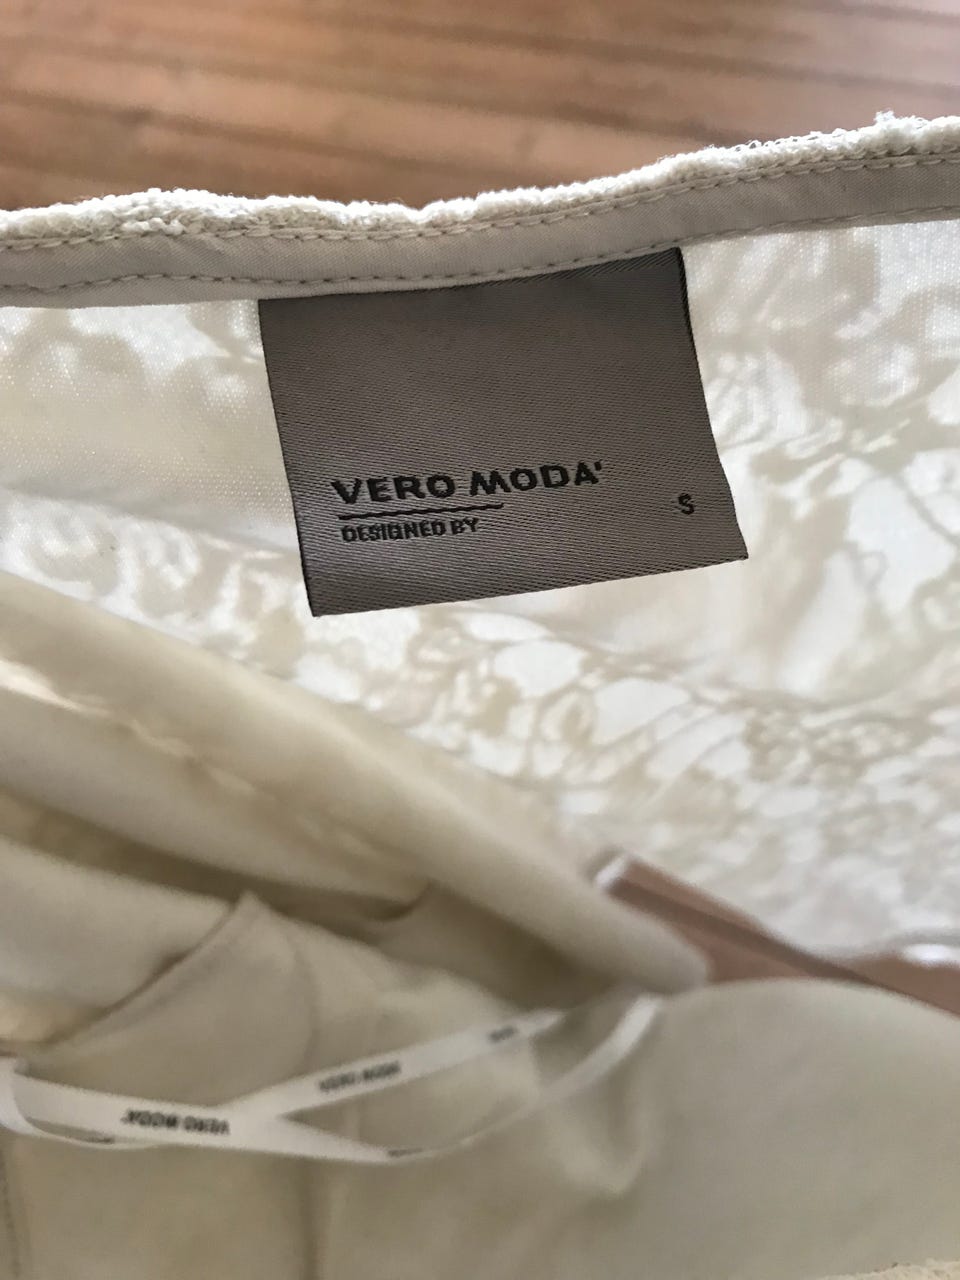 VERO MODA'
DESIGNED BY
S
VERO MODA
VERO MODA'